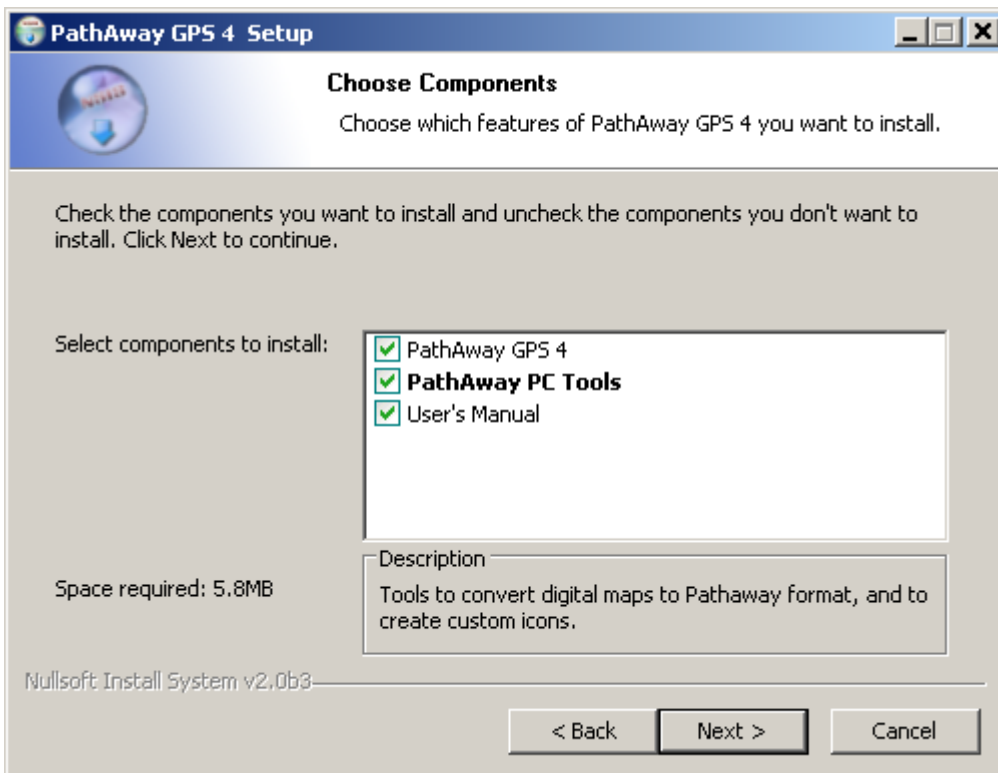 PathAway GPS 4  Setup
Choose Components
Choose which features of PathAway GPS 4 you want to install.
Check the components you want to install and uncheck the components you don't want to
install. Click Next to continue.
Select components to install:
PathAway GPS 4
PathAway PC Tools
User's Manual
Space required: 5.8MB
Description
Tools to convert digital maps to Pathaway format, and to
create custom icons.
Nullsoft Install System v2.0b3
< Back
Next >
Cancel